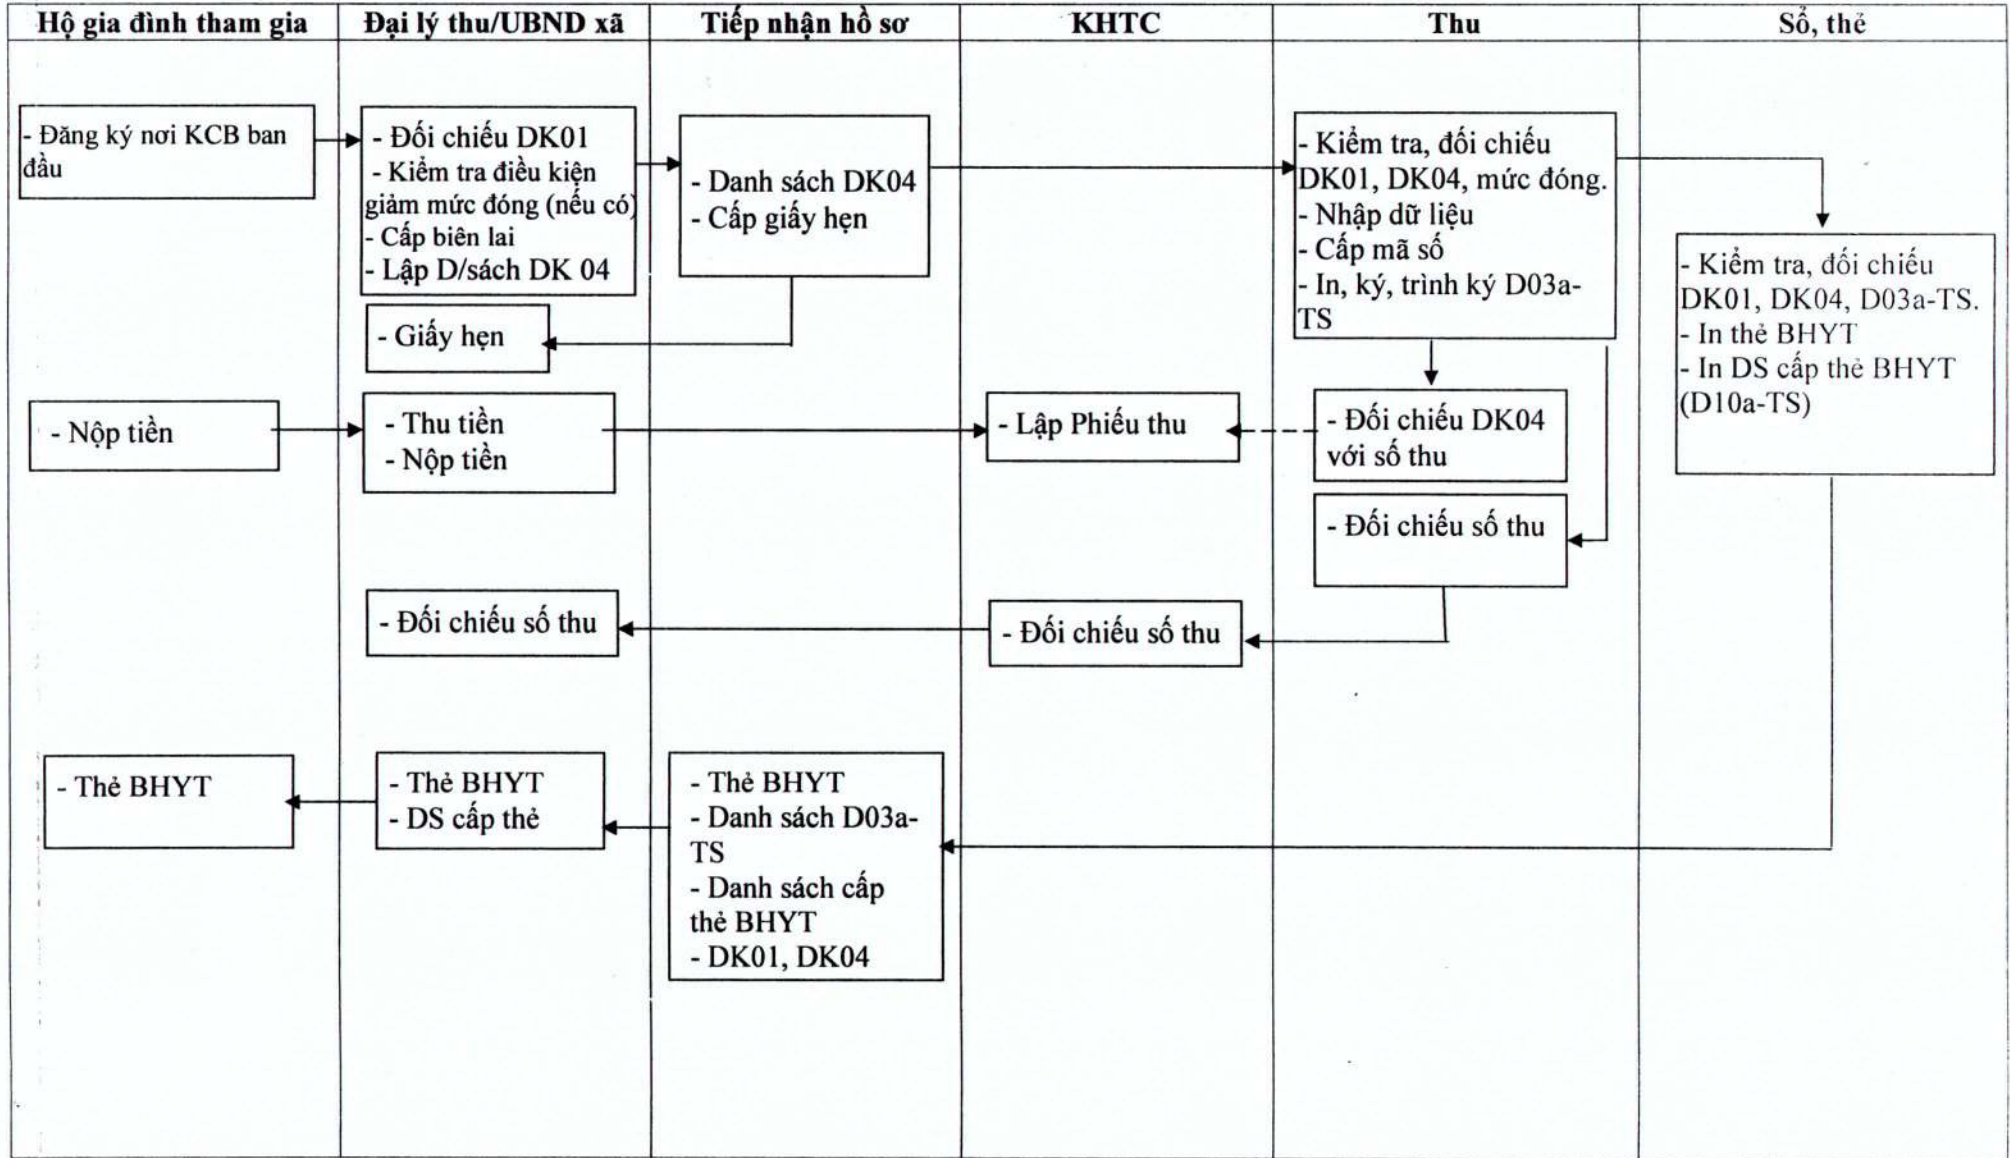 Hộ gia đình tham gia
Đại lý thu/UBND xã
Tiếp nhận hồ sơ
KHTC
Thu
Sổ, thẻ
- Đăng ký nơi KCB ban
đầu
- Đối chiếu DK01
- Kiểm tra điều kiện
giảm mức đóng (nếu có)
- Cấp biên lai
- Lập D/sách DK 04
- Danh sách DK04
- Cấp giấy hẹn
- Kiểm tra, đối chiếu
DK01, DK04, mức đóng.
- Nhập dữ liệu
- Cấp mã số
- In, ký, trình ký D03a-
TS
- Kiểm tra, đối chiếu
DK01, DK04, D03a-TS.
- In thẻ BHYT
- In DS cấp thẻ BHYT
(D10a-TS)
- Giấy hẹn
- Nộp tiền
- Thu tiền
- Nộp tiền
- Lập Phiếu thu
- Đối chiếu DK04
với số thu
- Đối chiếu số thu
- Đối chiếu số thu
- Đối chiếu số thu
- Thẻ BHYT
- Thẻ BHYT
- DS cấp thẻ
- Thẻ BHYT
- Danh sách D03a-
TS
- Danh sách cấp
thẻ BHYT
- DK01, DK04